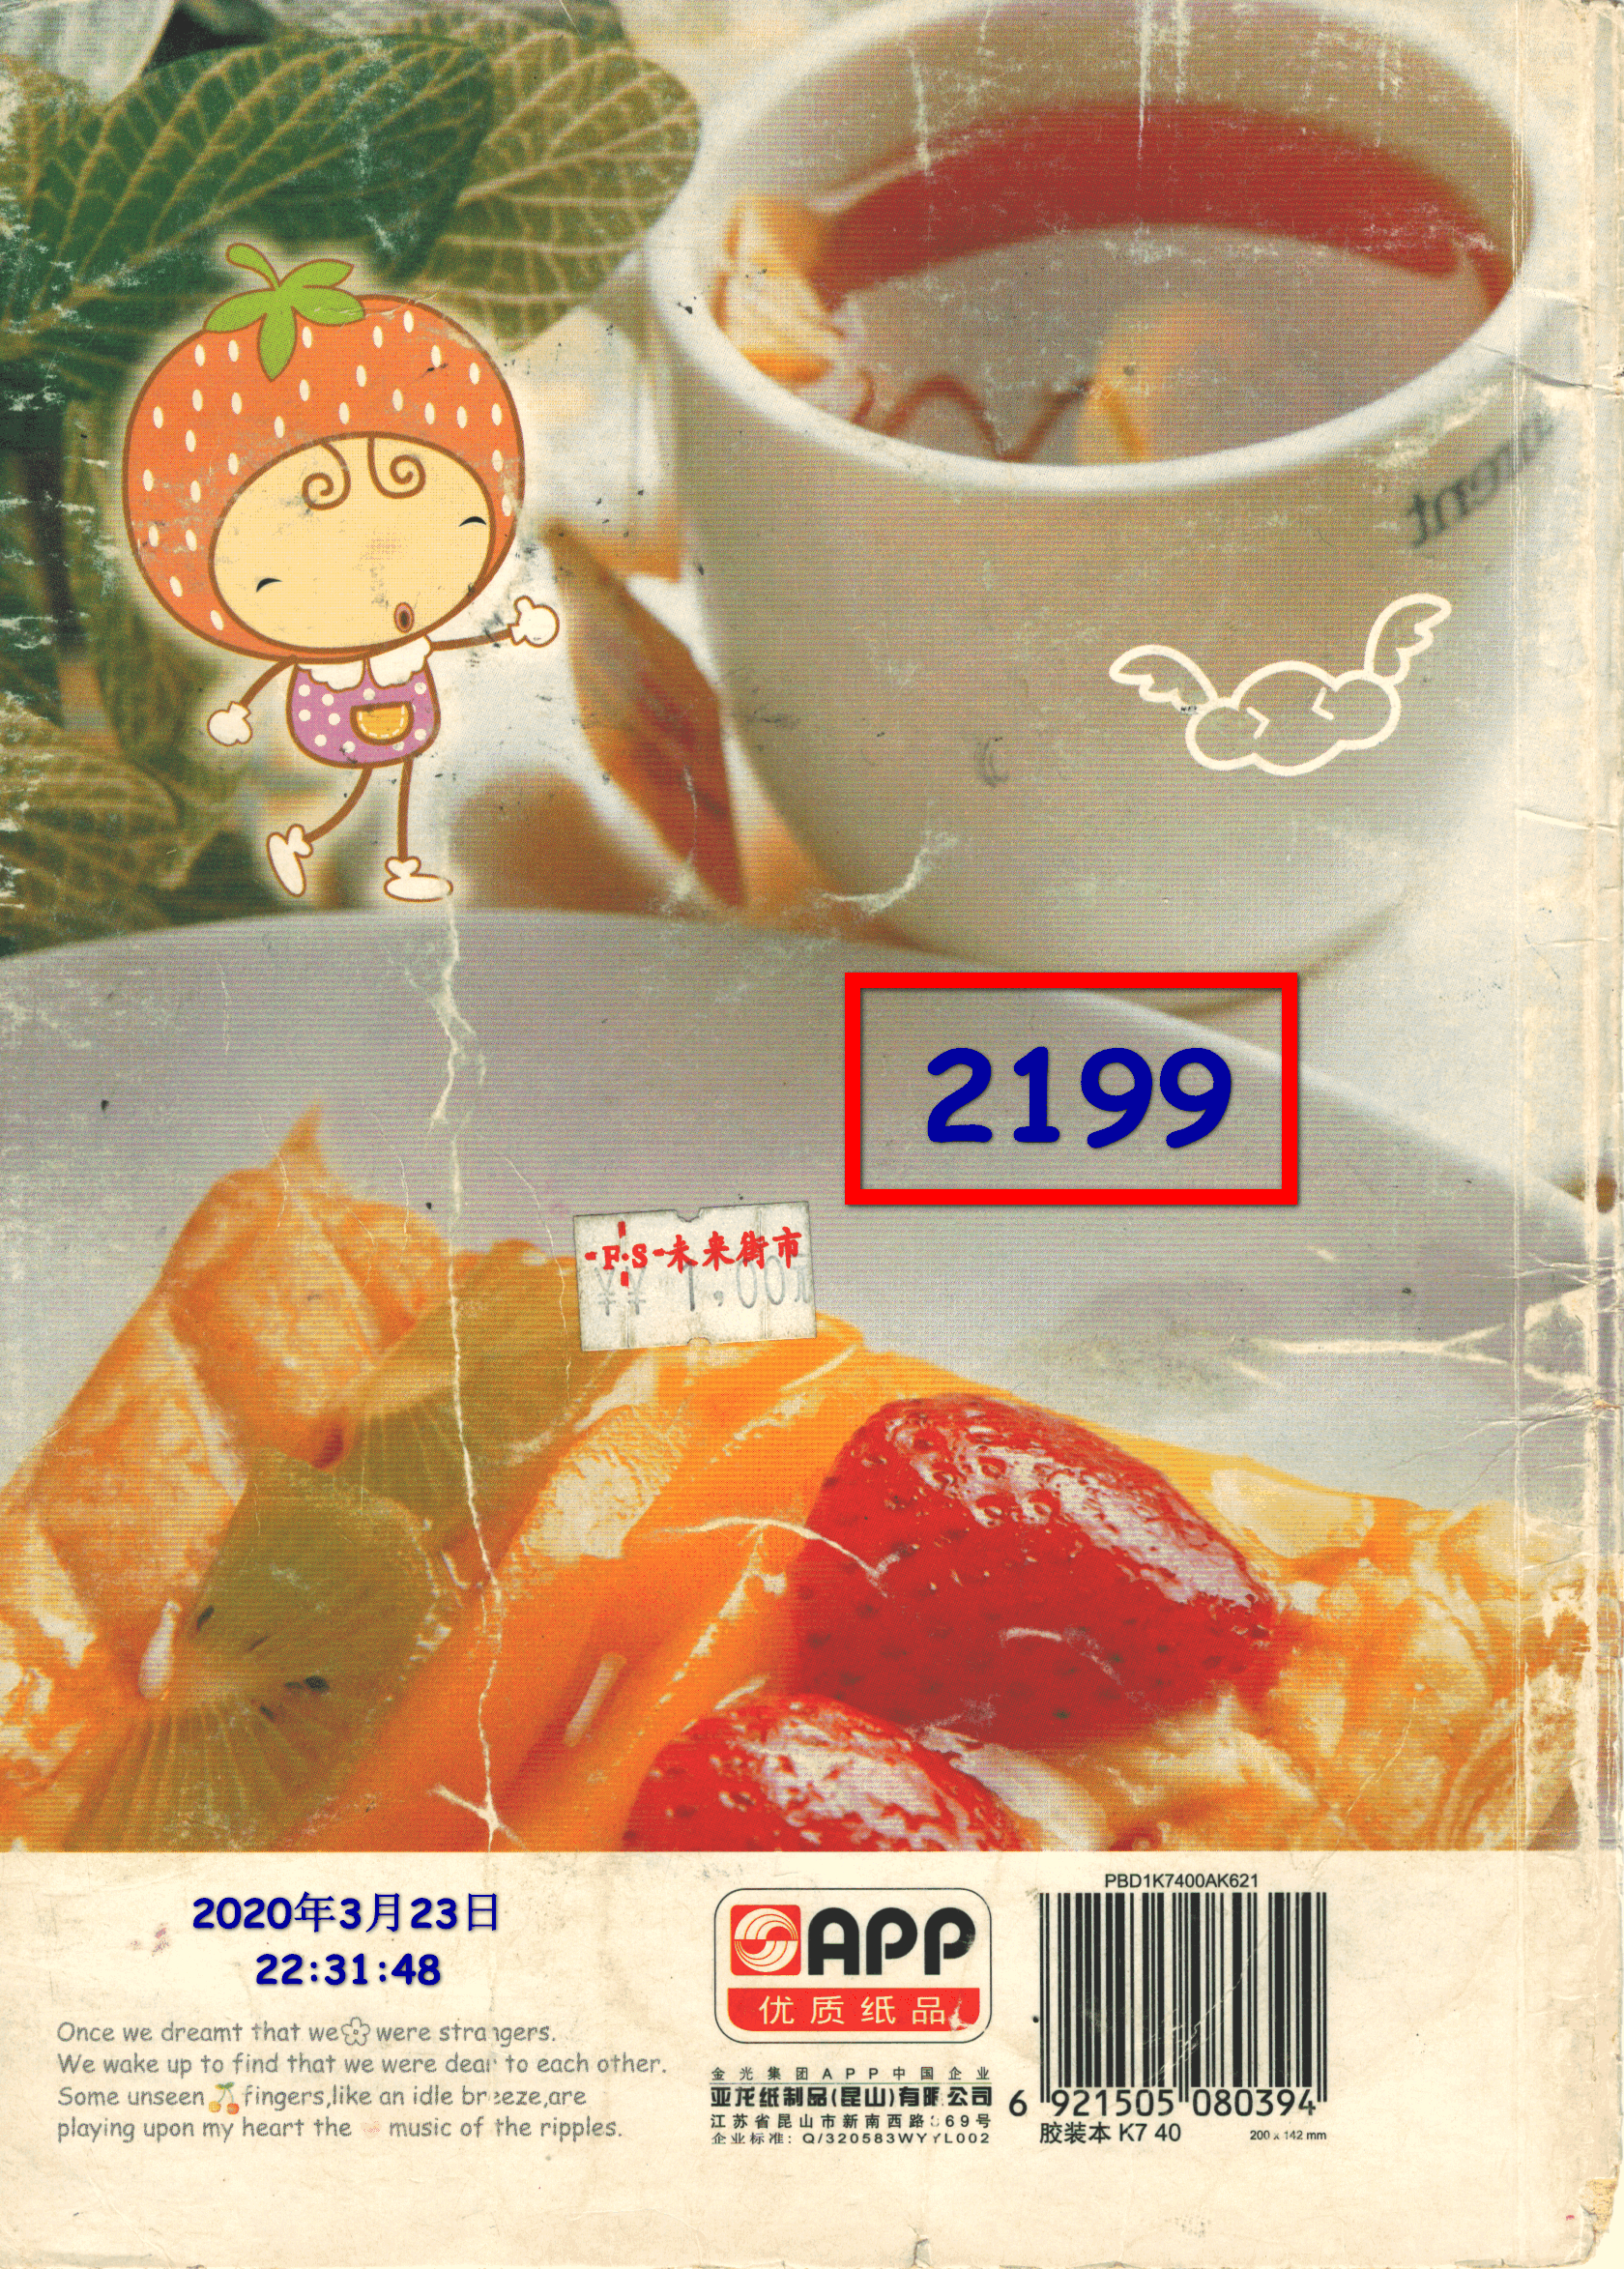 2199
-F·S-未来街市
¥¥ 1,00
2020年3月23日
22:31:48
Once we dreamt that we were strangers.
We wake up to find that we were dear to each other.
Some unseen fingers,like an idle breeze,are
playing upon my heart the music of the ripples.
APP
优质纸品
金光集团APP中国企业
亚龙纸制品(昆山)有限公司
江苏省昆山市新南西路 69号
企业标准: Q/320583WYYL002
PBD1K7400AK621
6 921505 080394
胶装本 K7 40
200 x 142 mm